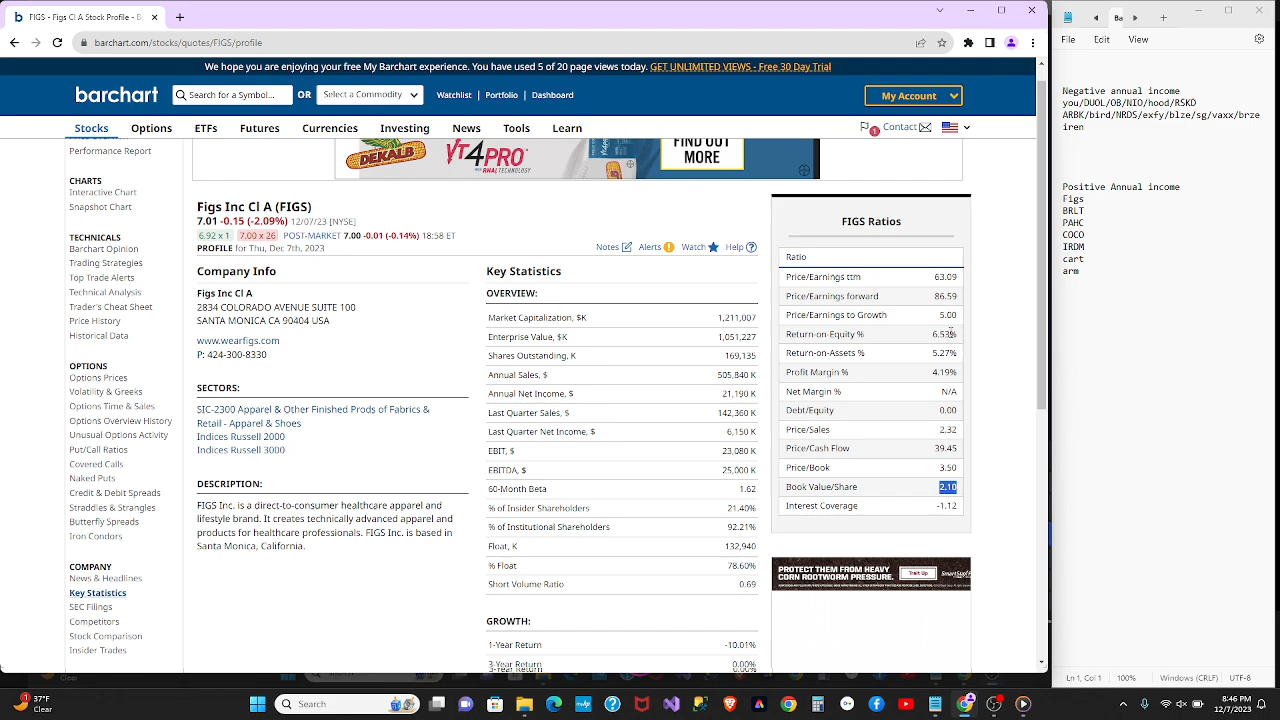 FIGS - Figs Cl A Stock Profile - B
barchart.com/stocks/quotes/FIGS/profile
We hope you are enjoying your free My Barchart experience. You have used 5 of 20 page views today. GET UNLIMITED VIEWS - Free 30 Day Trial
barchart
Search for a Symbol...
OR
Select a Commodity
Watchlist | Portfolio | Dashboard
My Account
Stocks Options ETFs Futures Currencies Investing News Tools Learn
1 Contact
Performance Report
CHARTS
Interactive Chart
Snapshot Chart
TECHNICALS
Barchart Opinion
Trading Strategies
Top Trade Alerts
Technical Analysis
Trader's Cheat Sheet
Price History
Historical Data
OPTIONS
Options Prices
Volatility & Greeks
Options Time & Sales
Options Overview History
Unusual Options Activity
Put/Call Ratios
Covered Calls
Naked Puts
Credit & Debit Spreads
Straddles & Strangles
Butterfly Spreads
Iron Condors
COMPANY
News & Headlines
Key Statistics
SEC Filings
Competitors
Stock Comparison
Insider Trades
DEKALB
VT4PRO
WITH RNAi TECHNOLOGY
FIND OUT
MORE
Figs Inc Cl A (FIGS)
7.01 -0.15 (-2.09%) 12/07/23 [NYSE]
6.92 x 1 7.00 x 26 POST-MARKET 7.00 -0.01 (-0.14%) 18:58 ET
PROFILE for Thu, Dec 7th, 2023
Notes Alerts Watch Help
Company Info
Figs Inc Cl A
2834 COLORADO AVENUE SUITE 100
SANTA MONICA CA 90404 USA
www.wearfigs.com
P: 424-300-8330
SECTORS:
SIC-2300 Apparel & Other Finished Prods of Fabrics &
Retail - Apparel & Shoes
Indices Russell 2000
Indices Russell 3000
DESCRIPTION:
FIGS Inc. is a direct-to-consumer healthcare apparel and
lifestyle brand. It creates technically advanced apparel and
products for healthcare professionals. FIGS Inc. is based in
Santa Monica, California.
Key Statistics
OVERVIEW:
Market Capitalization, $K 1,211,007
Enterprise Value, $K 1,051,227
Shares Outstanding, K 169,135
Annual Sales, $ 505,840 K
Annual Net Income, $ 21,190 K
Last Quarter Sales, $ 142,360 K
Last Quarter Net Income, $ 6,150 K
EBIT, $ 23,080 K
EBITDA, $ 25,000 K
60-Month Beta 1.62
% of Insider Shareholders 21.40%
% of Institutional Shareholders 92.21%
Float, K 132,940
% Float 78.60%
Short Volume Ratio 0.69
GROWTH:
1-Year Return -10.01%
3-Year Return 0.00%
FIGS Ratios
Ratio
Price/Earnings ttm 63.09
Price/Earnings forward 86.59
Price/Earnings to Growth 5.00
Return-on-Equity % 6.53%
Return-on-Assets % 5.27%
Profit Margin % 4.19%
Net Margin % N/A
Debt/Equity 0.00
Price/Sales 2.32
Price/Cash Flow 39.45
Price/Book 3.50
Book Value/Share 2.10
Interest Coverage -1.12
PROTECT THEM FROM HEAVY
CORN ROOTWORM PRESSURE.
Trait Up
Ba
File Edit View
Negative annual income
you/DUOL/OB/NIO/hood/RSKD
ARBK/bird/NRDS/exfy/blze/sg/vaxx/brze
iren
Positive Annual income
Figs
BRLT
PAHC
COCO
IRDM
cart
arm
Ln 1, Col 1 100% Windows (CRLF) UTF-8
1
37°F
Clear
Search
8:46 PM
12/7/2023